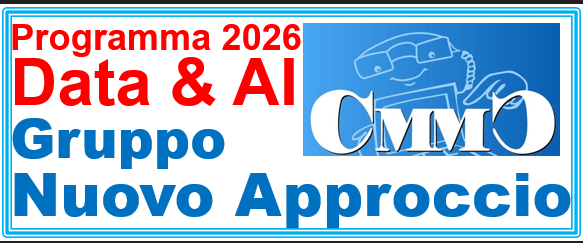 Programma 2026
Data & AI
CMMC
Gruppo
Nuovo Approccio